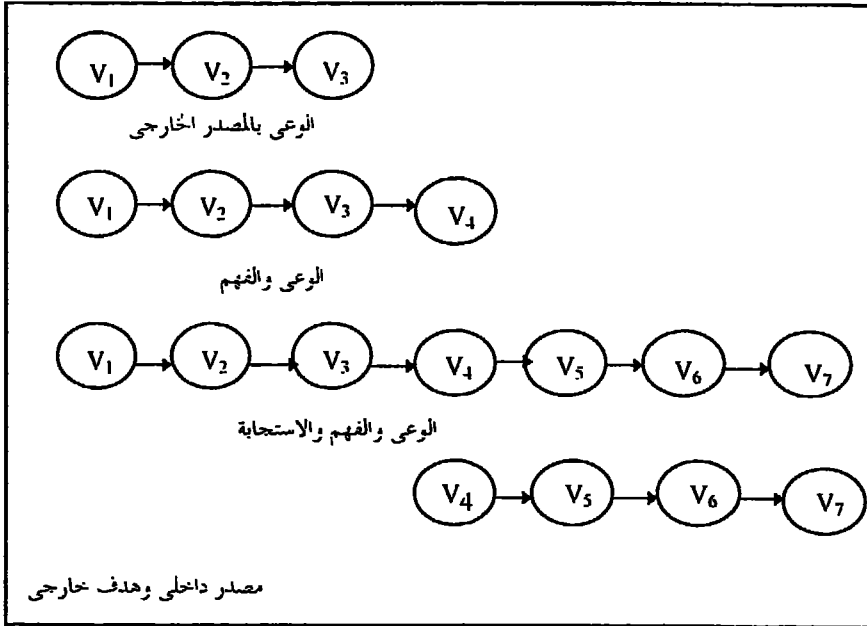 V1 V2 V3
الوعى بالمصدر الخارجى
V1 V2 V3 V4
الوعى والفهم
V1 V2 V3 V4 V5 V6 V7
الوعى والفهم والاستجابة
V4 V5 V6 V7
مصدر داخلى وهدف خارجى